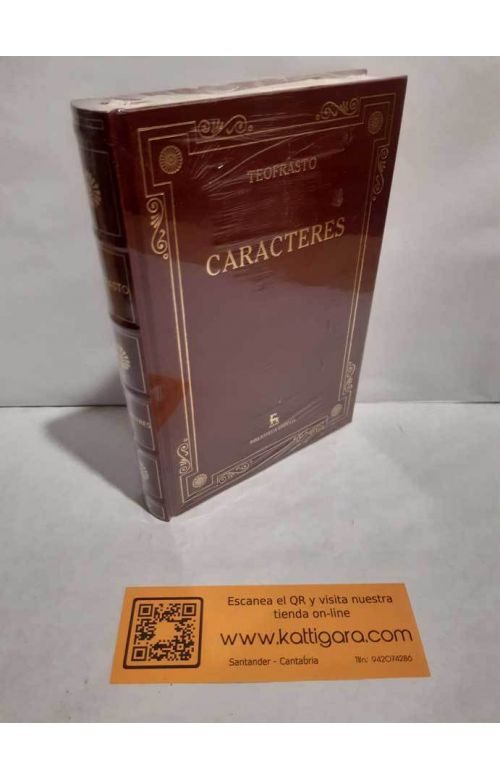 TEOFRASTO
CARACTERES
BIBLIOTECA GREDOS
Escanea el QR y visita nuestra
tienda on-line
www.kattigara.com
Santander - Cantabria
Tlfn.: 942074286